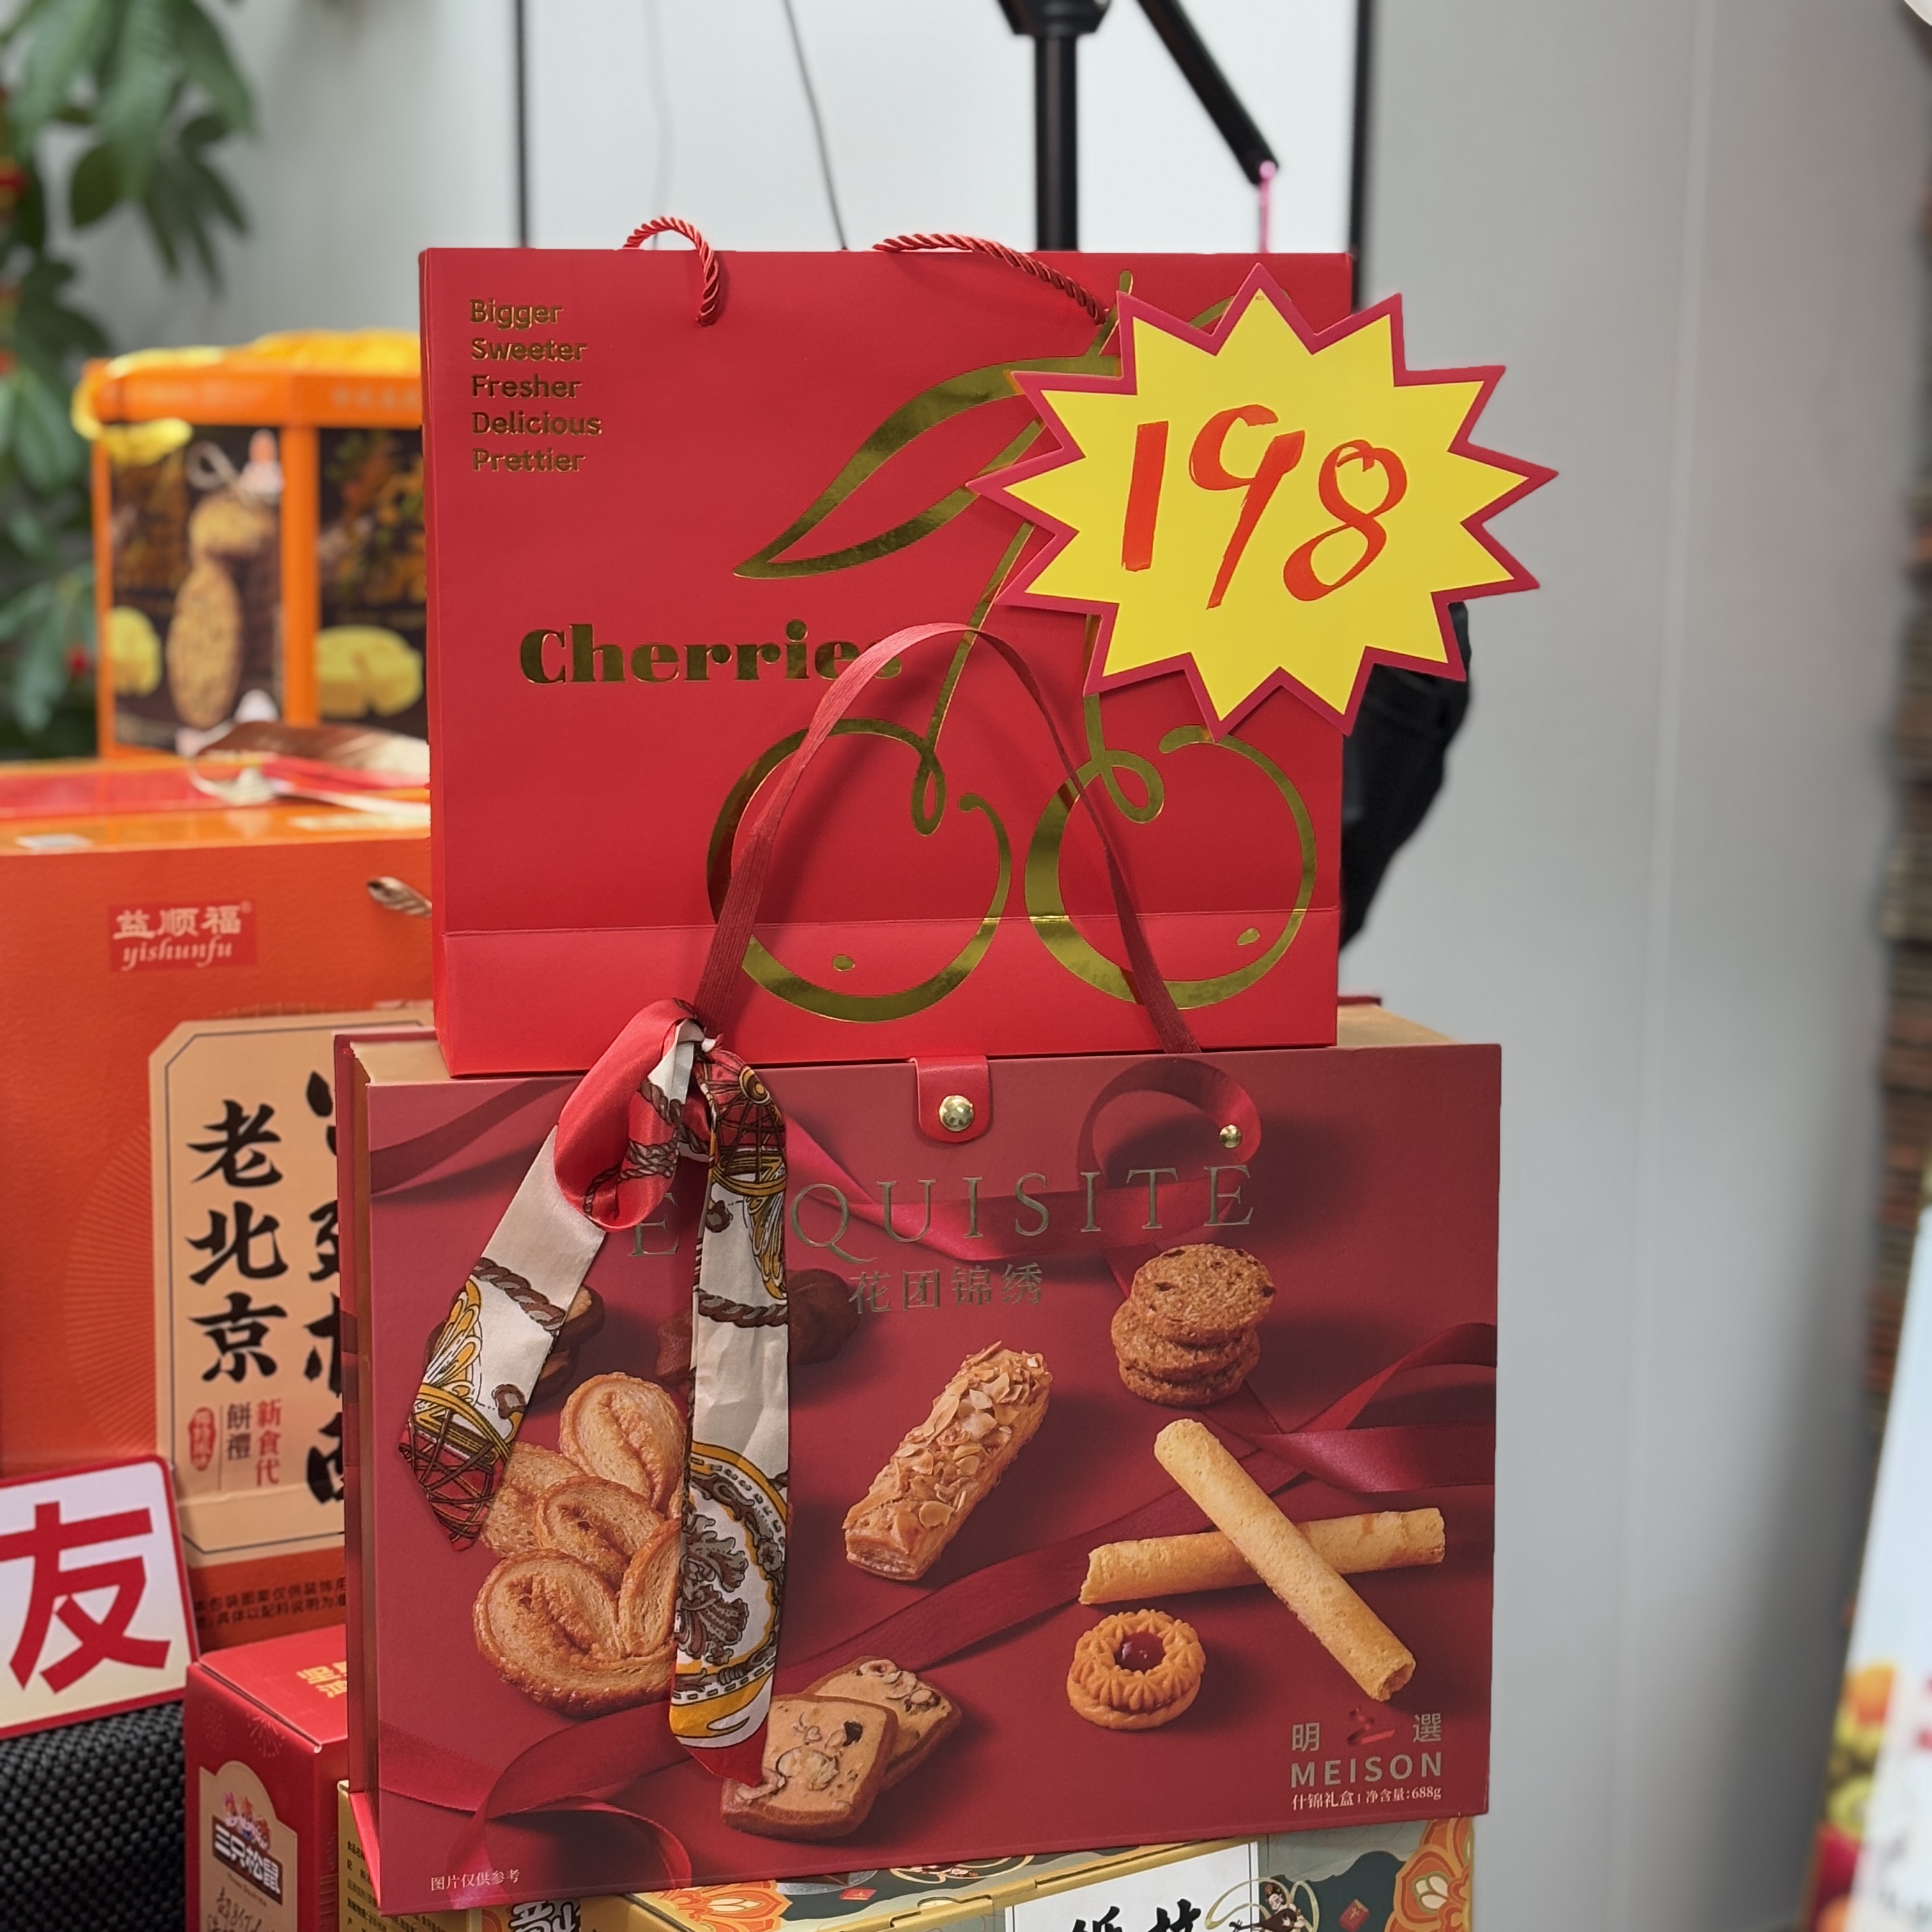 Bigger
Sweeter
Fresher
Delicious
Prettier
198
Cherries
益顺福®
yishunfu
老北京
新食代
餅禮
友
EXQUISITE
花团锦绣
明選
MEISON
什锦礼盒 | 净含量:688g
图片仅供参考
三只松鼠